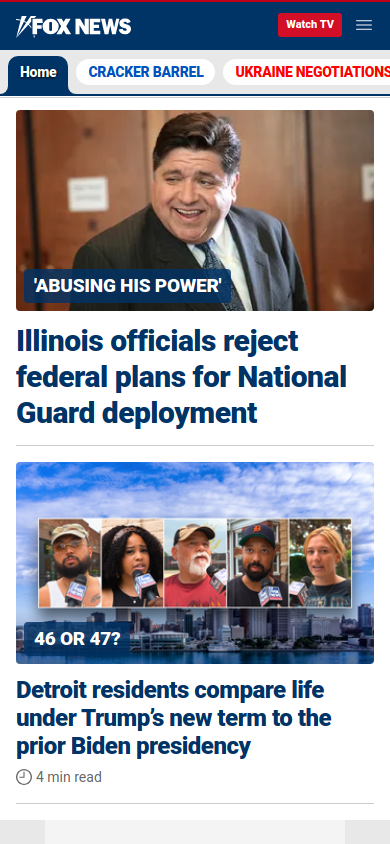 FOX NEWS
Watch TV
Home
CRACKER BARREL
UKRAINE NEGOTIATIONS
'ABUSING HIS POWER'
Illinois officials reject
federal plans for National
Guard deployment
46 OR 47?
Detroit residents compare life
under Trump’s new term to the
prior Biden presidency
4 min read